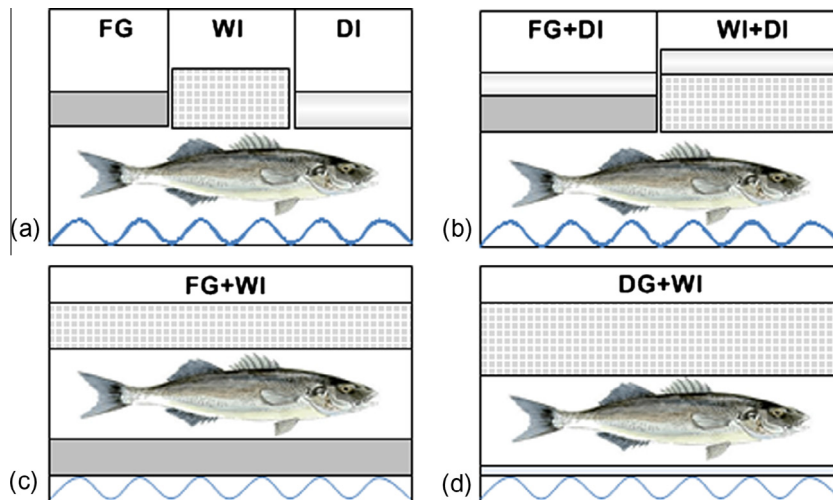 FG WI DI
(a)
FG+DI WI+DI
(b)
FG+WI
(c)
DG+WI
(d)